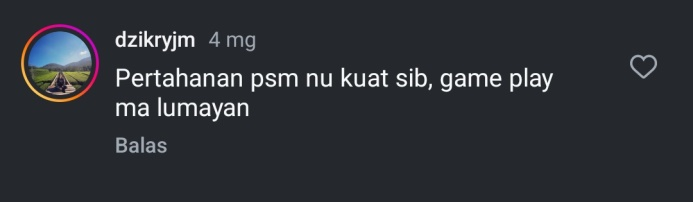 dzikryjm 4 mg
Pertahanan psm nu kuat sib, game play
ma lumayan
Balas